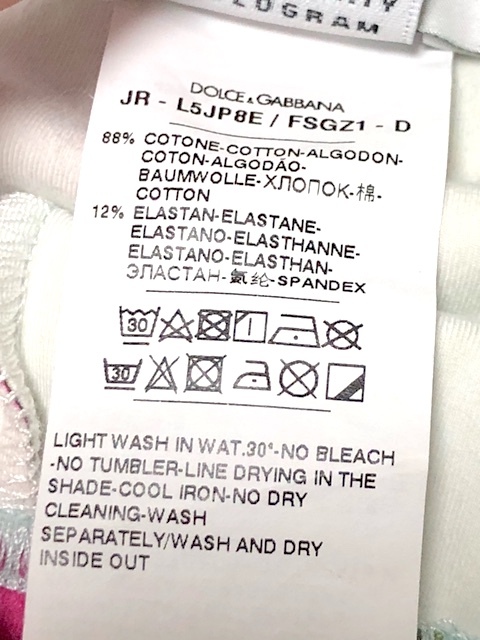 LOGRAM
DOLCE&GABBANA
JR - L5JP8E / FSGZ1 - D
88% COTONE-COTTON-ALGODON-
COTON-ALGODÃO-
BAUMWOLLE-ХЛОПОК-棉-
COTTON
12% ELASTAN-ELASTANE-
ELASTANO-ELASTHANNE-
ELASTANO-ELASTHAN-
ЭЛАСТАН-氨纶-SPANDEX
30
30
LIGHT WASH IN WAT.30°-NO BLEACH
-NO TUMBLER-LINE DRYING IN THE
SHADE-COOL IRON-NO DRY
CLEANING-WASH
SEPARATELY/WASH AND DRY
INSIDE OUT